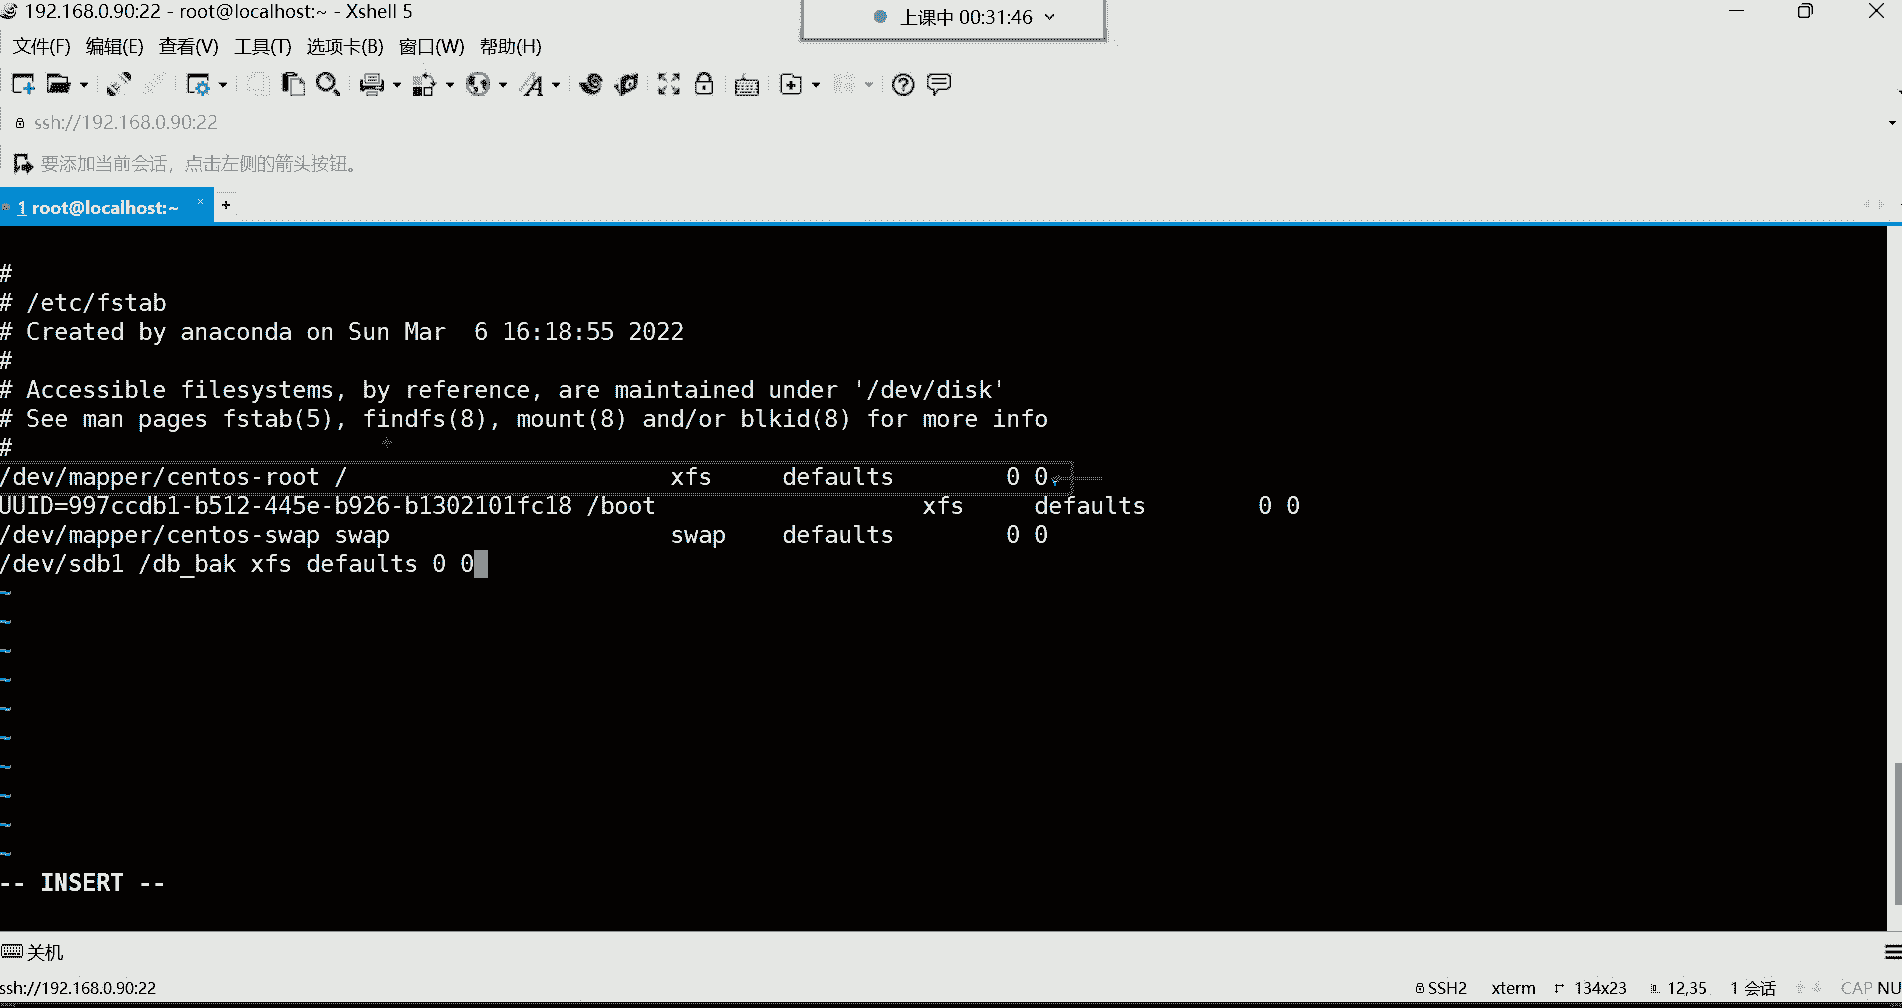 192.168.0.90:22 - root@localhost:~ - Xshell 5
上课中 00:31:46
文件(F) 编辑(E) 查看(V) 工具(T) 选项卡(B) 窗口(W) 帮助(H)
ssh://192.168.0.90:22
要添加当前会话，点击左侧的箭头按钮。
1 root@localhost:~ × +
#
# /etc/fstab
# Created by anaconda on Sun Mar  6 16:18:55 2022
#
# Accessible filesystems, by reference, are maintained under '/dev/disk'
# See man pages fstab(5), findfs(8), mount(8) and/or blkid(8) for more info
#
/dev/mapper/centos-root /                       xfs     defaults        0 0
UUID=997ccdb1-b512-445e-b926-b1302101fc18 /boot                   xfs     defaults        0 0
/dev/mapper/centos-swap swap                    swap    defaults        0 0
/dev/sdb1 /db_bak xfs defaults 0 0
~
~
~
~
~
~
~
~
~
~
-- INSERT --
关机
ssh://192.168.0.90:22 SSH2 xterm 134x23 12,35 1 会话 CAP NU